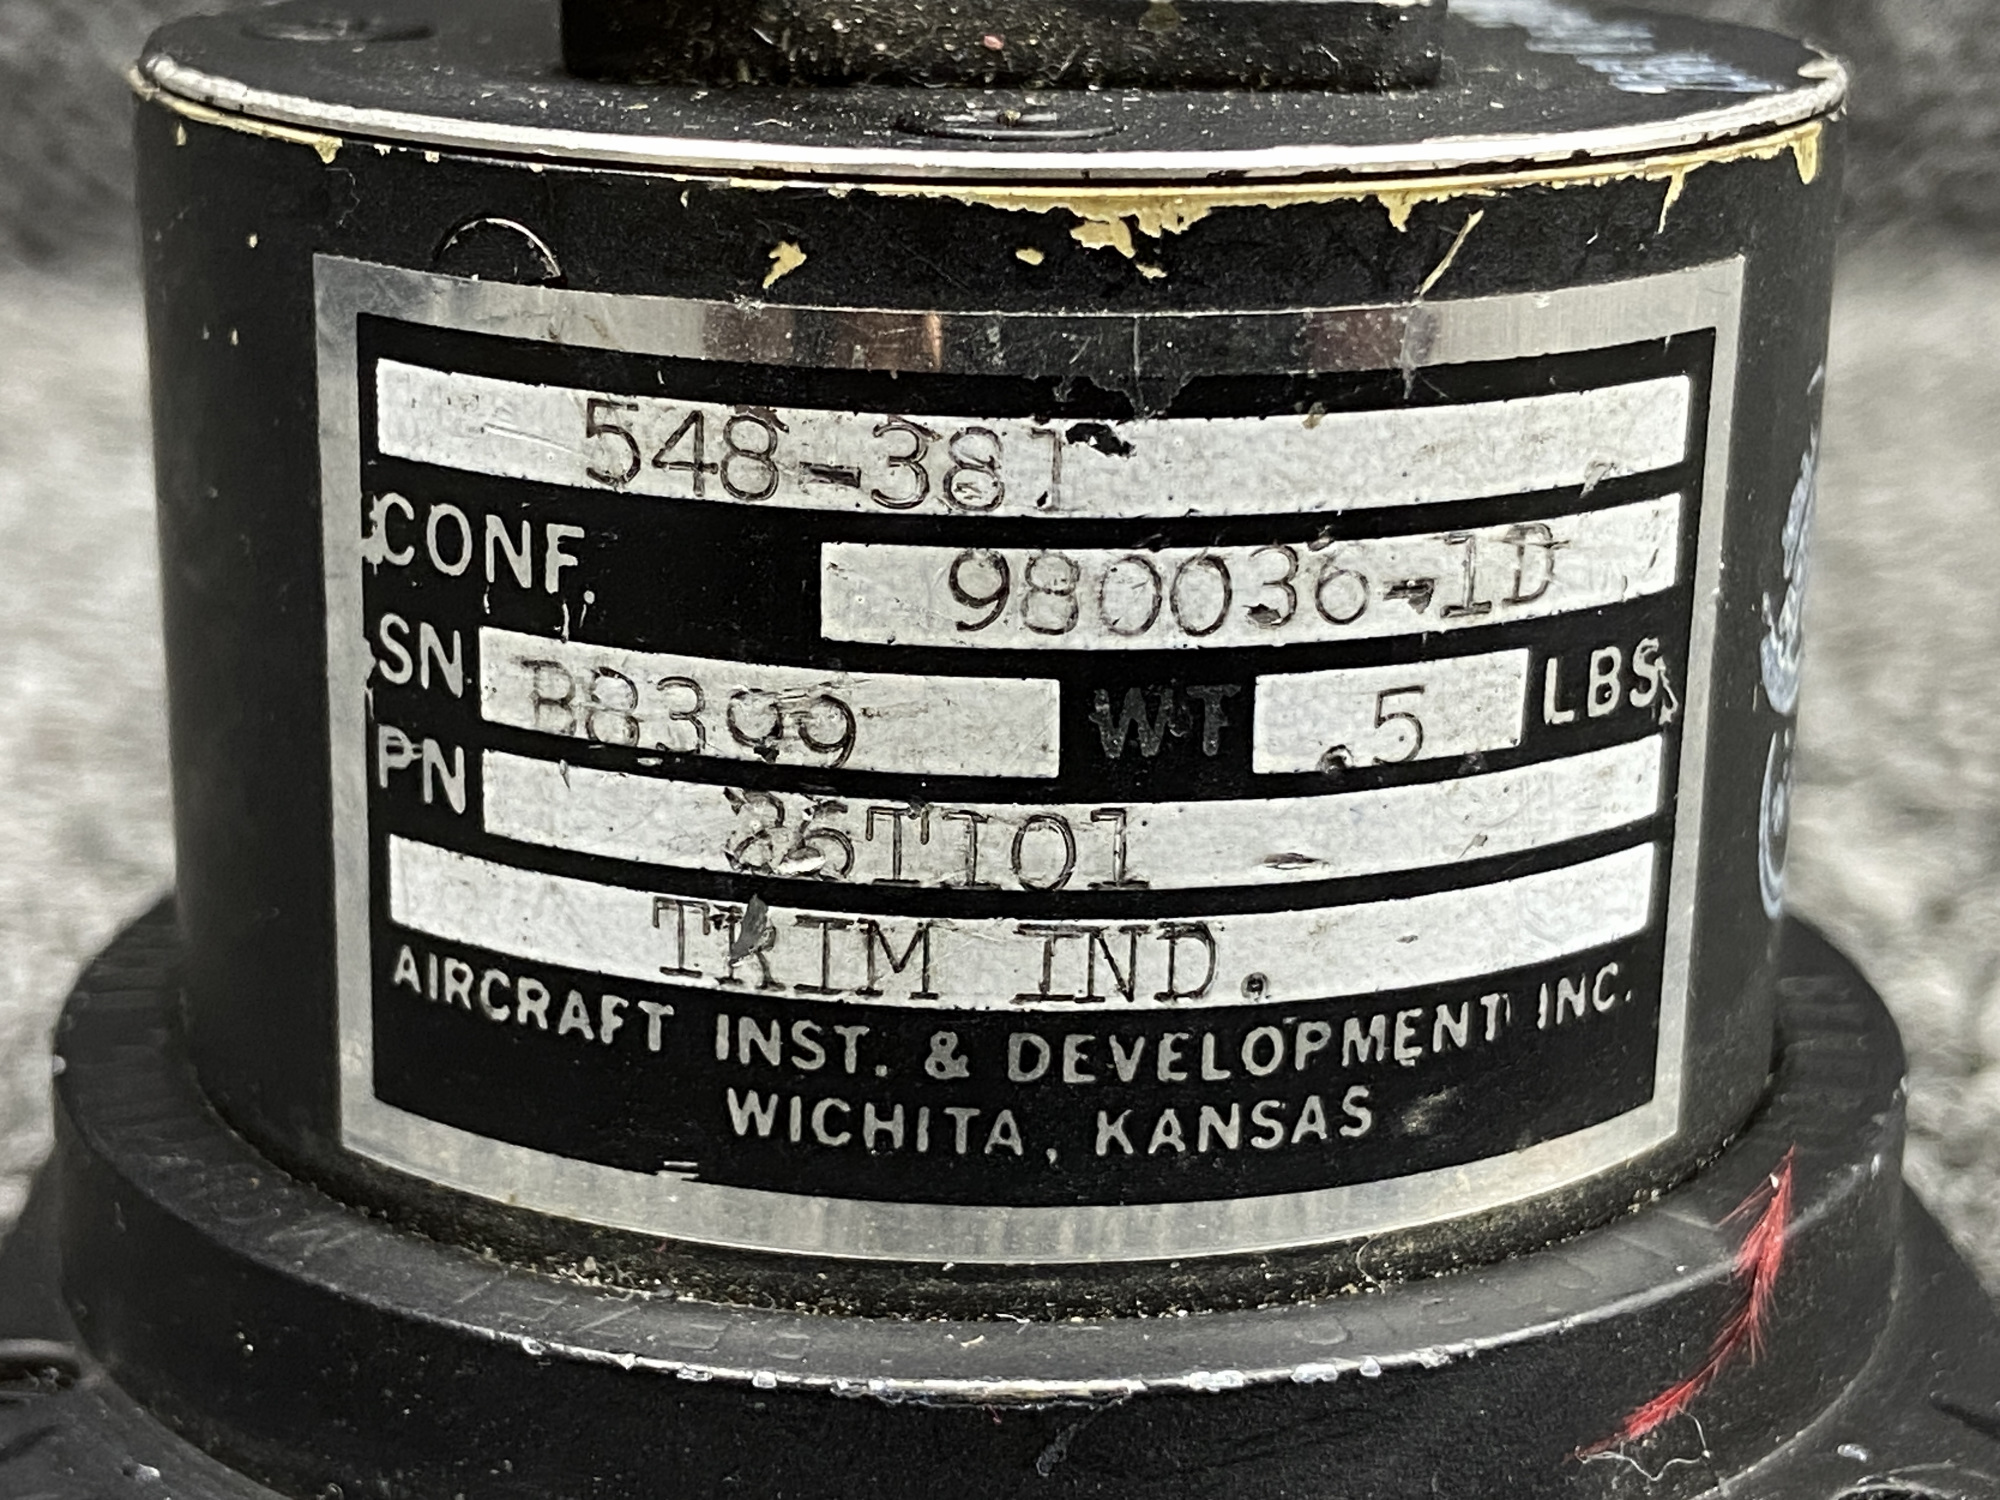 548-381
CONF. 980036-1D
SN B8399 WT .5 LBS
PN 25T101
TRIM IND.
AIRCRAFT INST. & DEVELOPMENT INC.
WICHITA, KANSAS